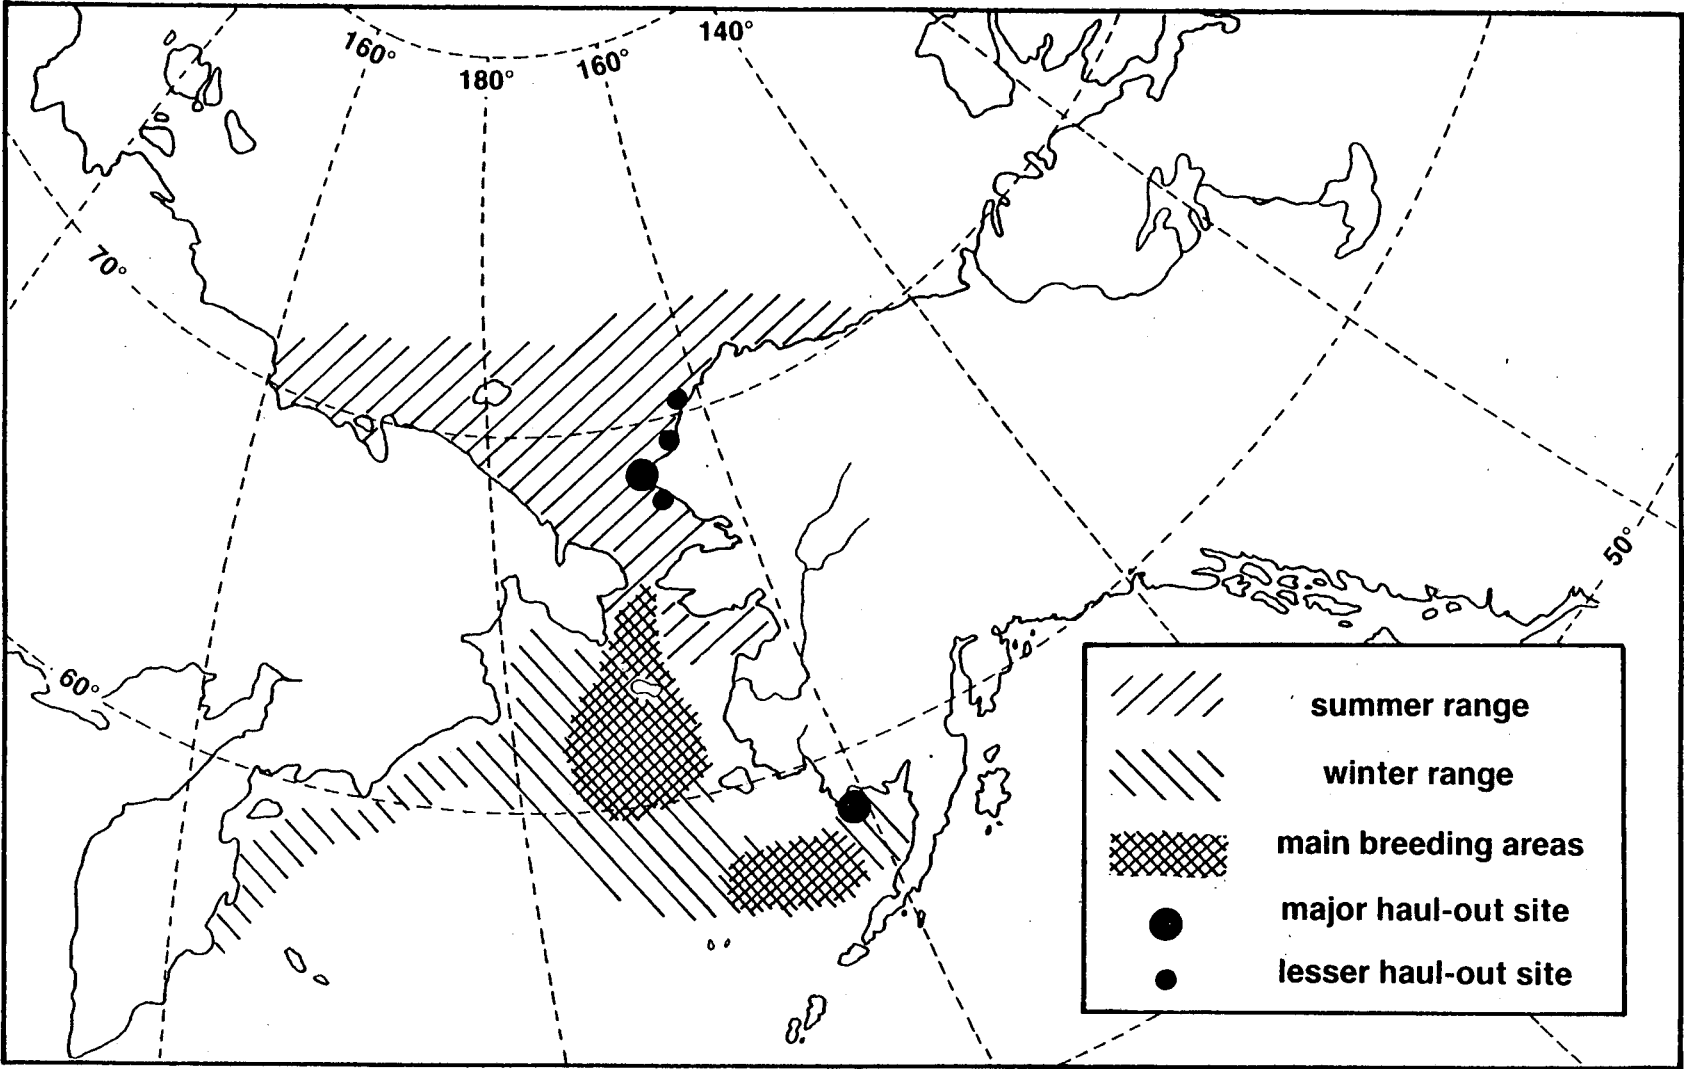 160°
180°
160°
140°
70°
60°
50°
summer range
winter range
main breeding areas
major haul-out site
lesser haul-out site